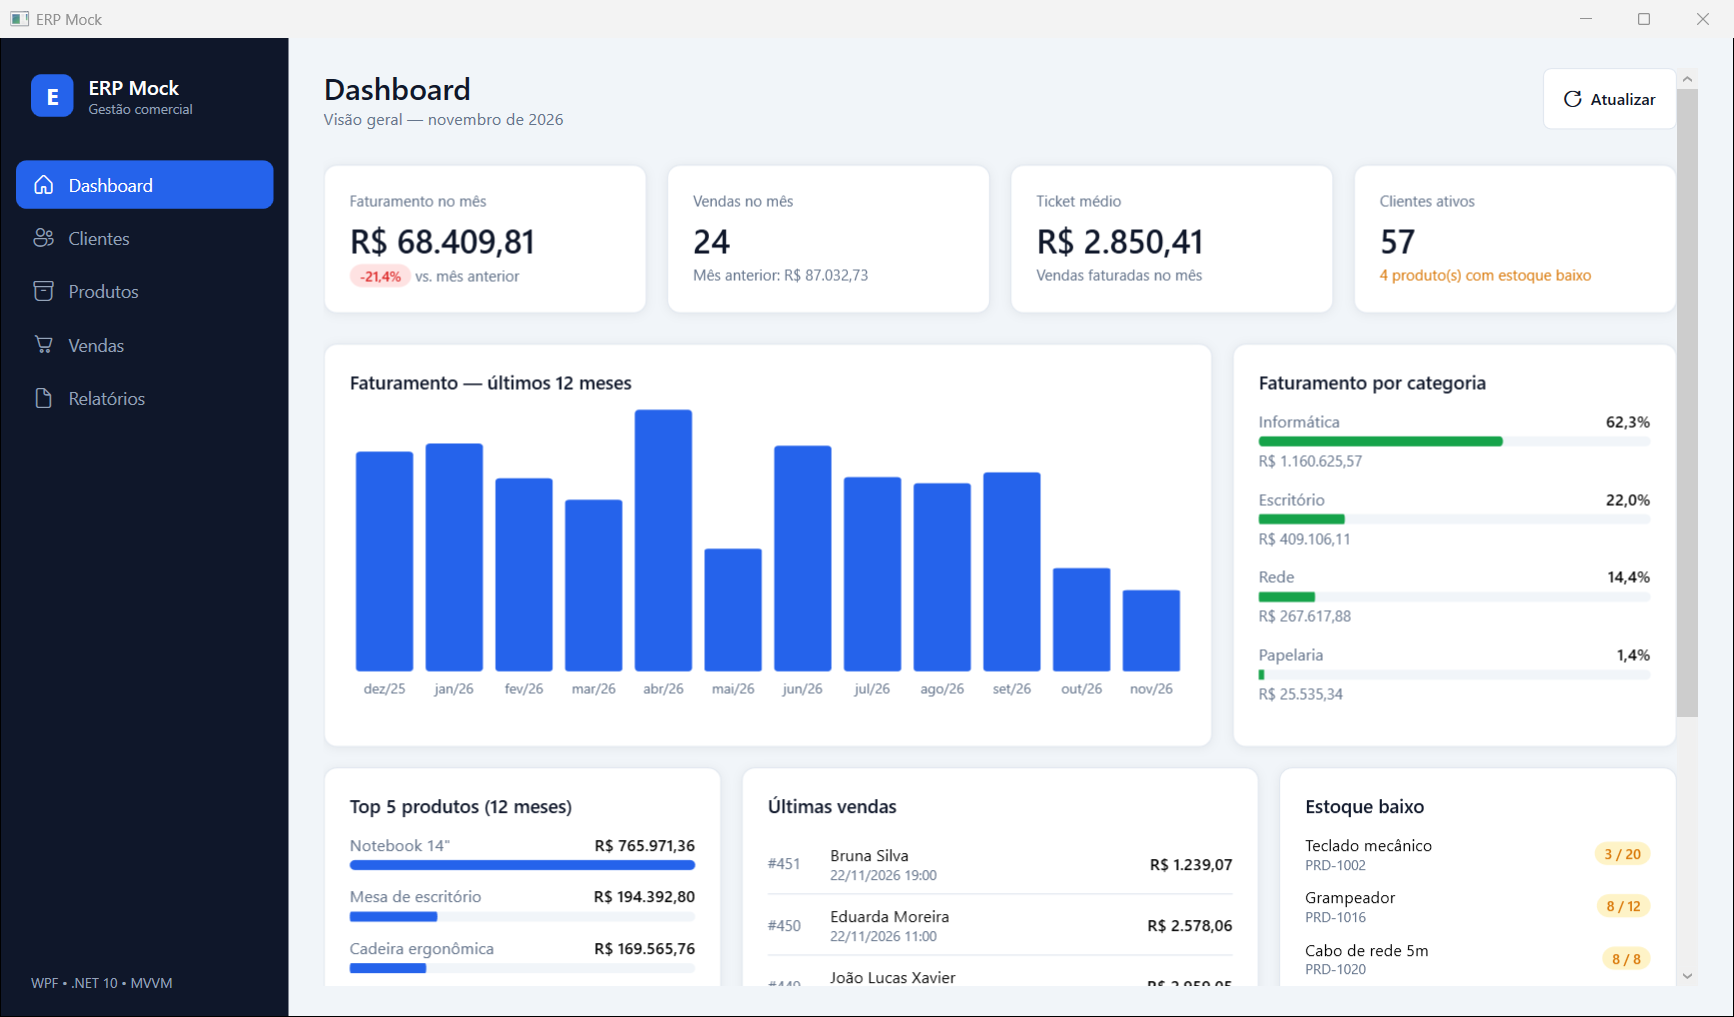 ERP Mock
E
ERP Mock
Gestão comercial
Dashboard
Clientes
Produtos
Vendas
Relatórios
WPF • .NET 10 • MVVM
Dashboard
Visão geral — novembro de 2026
Atualizar
Faturamento no mês
R$ 68.409,81
-21,4% vs. mês anterior
Vendas no mês
24
Mês anterior: R$ 87.032,73
Ticket médio
R$ 2.850,41
Vendas faturadas no mês
Clientes ativos
57
4 produto(s) com estoque baixo
Faturamento — últimos 12 meses
dez/25 jan/26 fev/26 mar/26 abr/26 mai/26 jun/26 jul/26 ago/26 set/26 out/26 nov/26
Faturamento por categoria
Informática 62,3%
R$ 1.160.625,57
Escritório 22,0%
R$ 409.106,11
Rede 14,4%
R$ 267.617,88
Papelaria 1,4%
R$ 25.535,34
Top 5 produtos (12 meses)
Notebook 14" R$ 765.971,36
Mesa de escritório R$ 194.392,80
Cadeira ergonômica R$ 169.565,76
Últimas vendas
#451 Bruna Silva R$ 1.239,07
22/11/2026 19:00
#450 Eduarda Moreira R$ 2.578,06
22/11/2026 11:00
João Lucas Xavier
Estoque baixo
Teclado mecânico 3 / 20
PRD-1002
Grampeador 8 / 12
PRD-1016
Cabo de rede 5m 8 / 8
PRD-1020